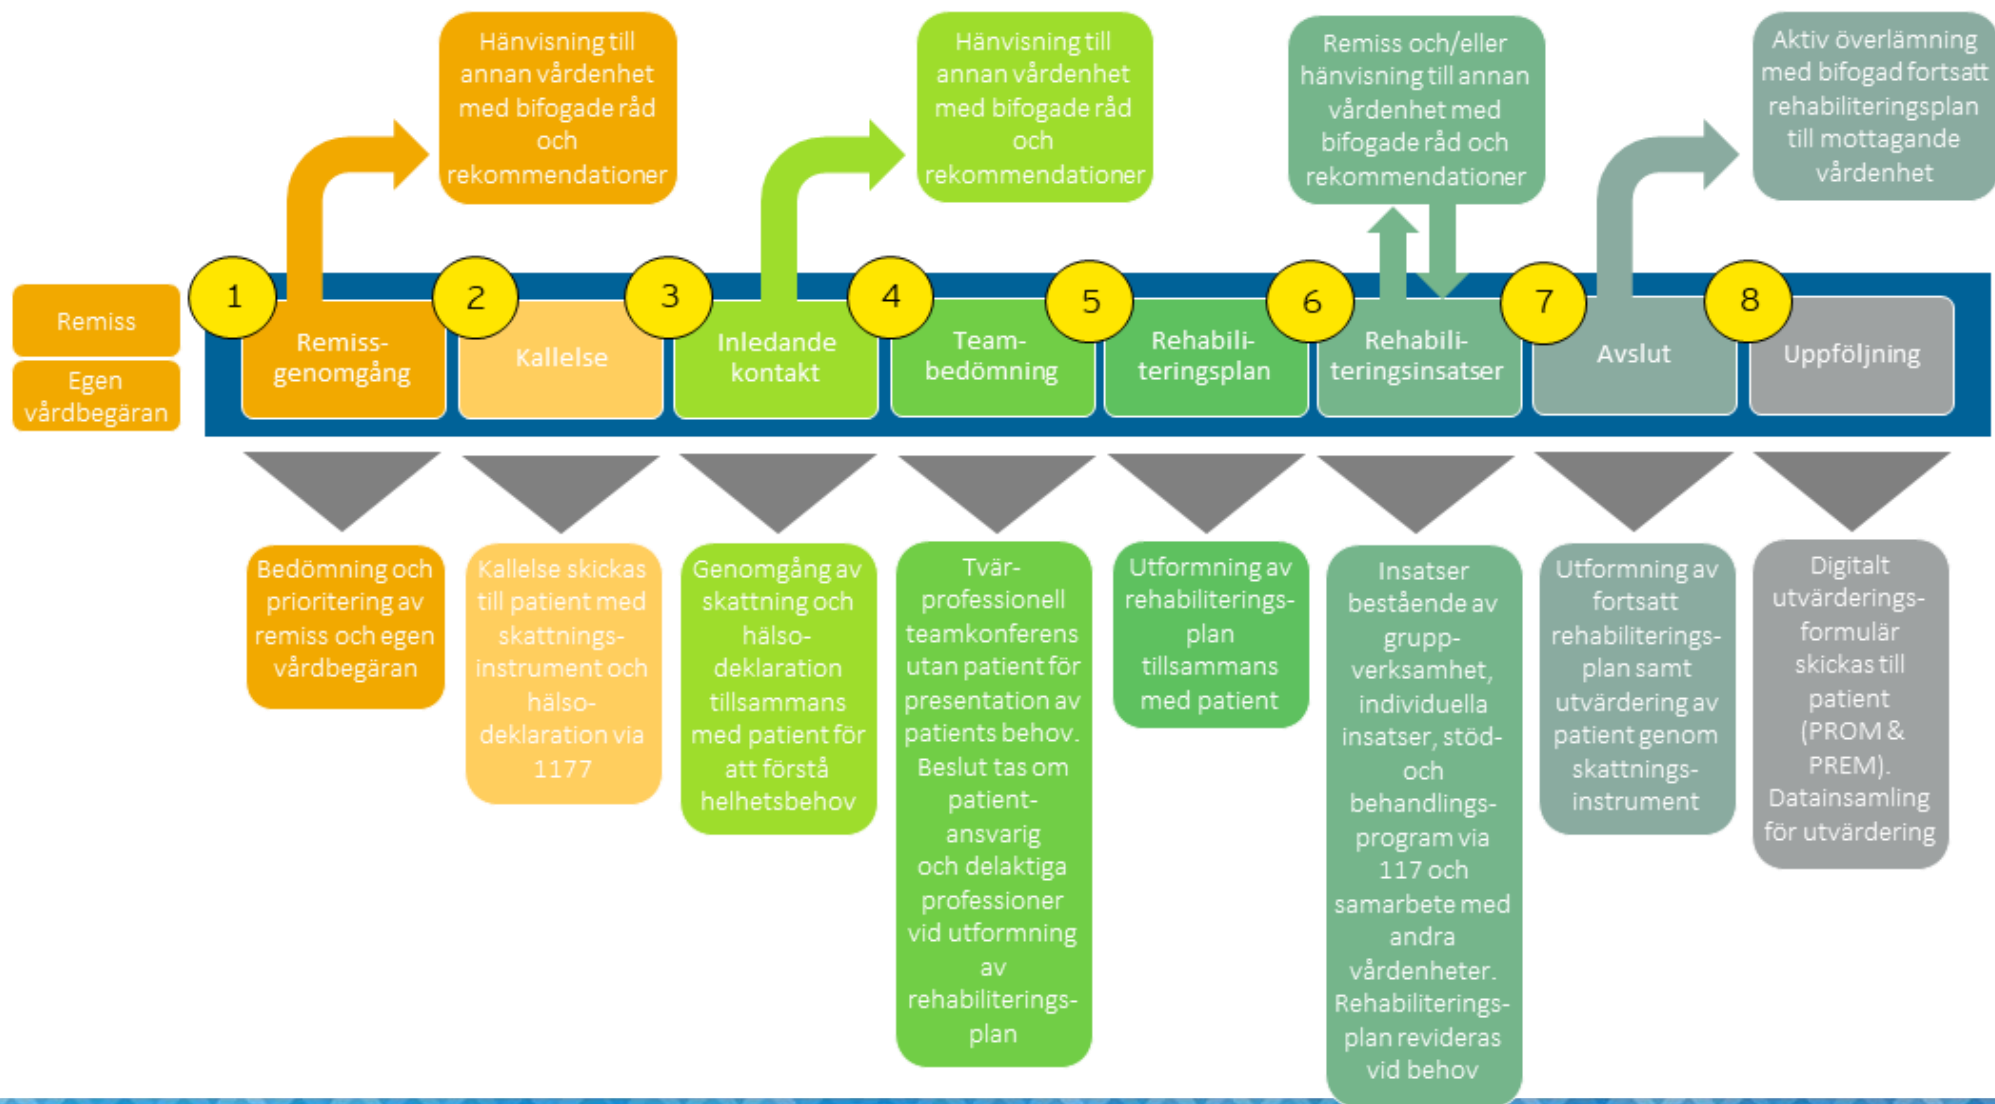 Hänvisning till
annan vårdenhet
med bifogade råd
och
rekommendationer
Hänvisning till
annan vårdenhet
med bifogade råd
och
rekommendationer
Remiss och/eller
hänvisning till annan
vårdenhet med
bifogade råd och
rekommendationer
Aktiv överlämning
med bifogad fortsatt
rehabiliteringsplan
till mottagande
vårdenhet
Remiss
Egen
vårdbegäran
1
Remiss-
genomgång
2
Kallelse
3
Inledande
kontakt
4
Team-
bedömning
5
Rehabili-
teringsplan
6
Rehabili-
teringsinsatser
7
Avslut
8
Uppföljning
Bedömning och
prioritering av
remiss och egen
vårdbegäran
Kallelse skickas
till patient med
skattnings-
instrument och
hälso-
deklaration via
1177
Genomgång av
skattning och
hälso-
deklaration
tillsammans
med patient för
att förstå
helhetsbehov
Tvär-
professionell
teamkonferens
utan patient för
presentation av
patients behov.
Beslut tas om
patient-
ansvarig
och delaktiga
professioner
vid utformning
av
rehabiliterings-
plan
Utformning av
rehabiliterings-
plan
tillsammans
med patient
Insatser
bestående av
grupp-
verksamhet,
individuella
insatser, stöd-
och
behandlings-
program via
117 och
samarbete med
andra
vårdenheter.
Rehabiliterings-
plan revideras
vid behov
Utformning av
fortsatt
rehabiliterings-
plan samt
utvärdering av
patient genom
skattnings-
instrument
Digitalt
utvärderings-
formulär
skickas till
patient
(PROM &
PREM).
Datainsamling
för utvärdering